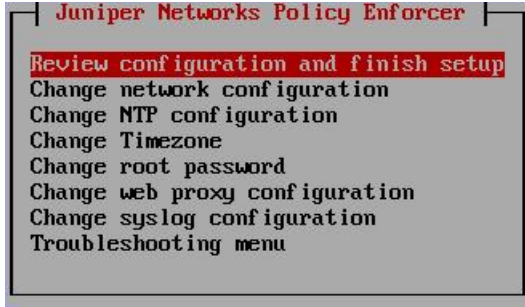 Juniper Networks Policy Enforcer
Review configuration and finish setup
Change network configuration
Change NTP configuration
Change Timezone
Change root password
Change web proxy configuration
Change syslog configuration
Troubleshooting menu